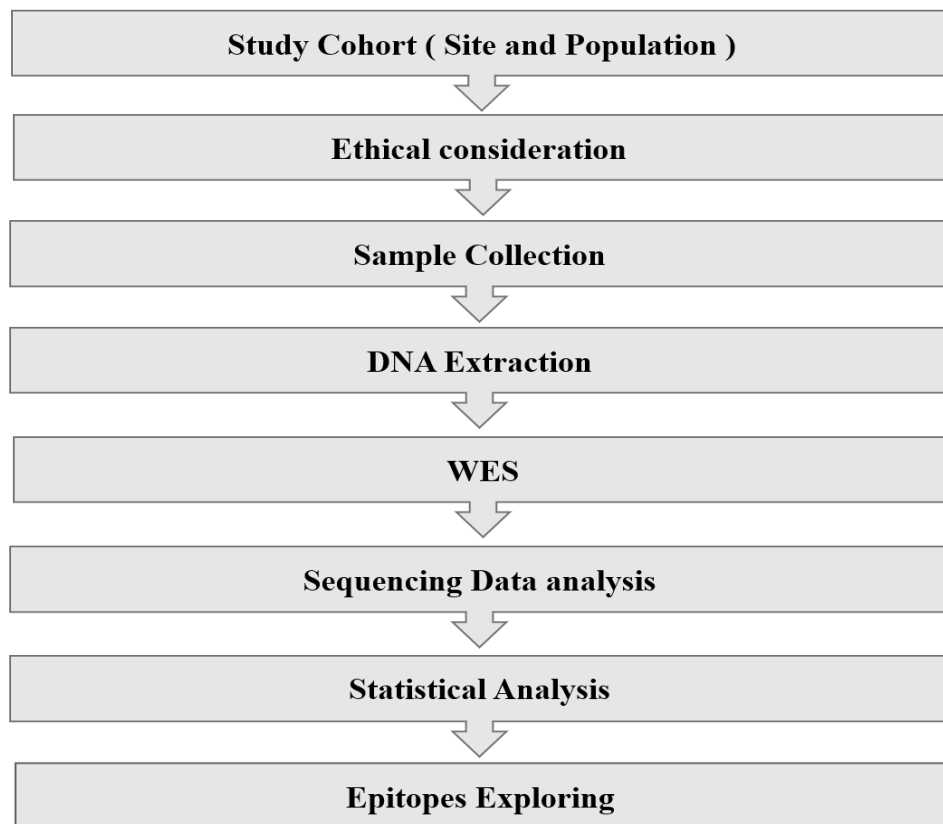 Study Cohort ( Site and Population )
Ethical consideration
Sample Collection
DNA Extraction
WES
Sequencing Data analysis
Statistical Analysis
Epitopes Exploring